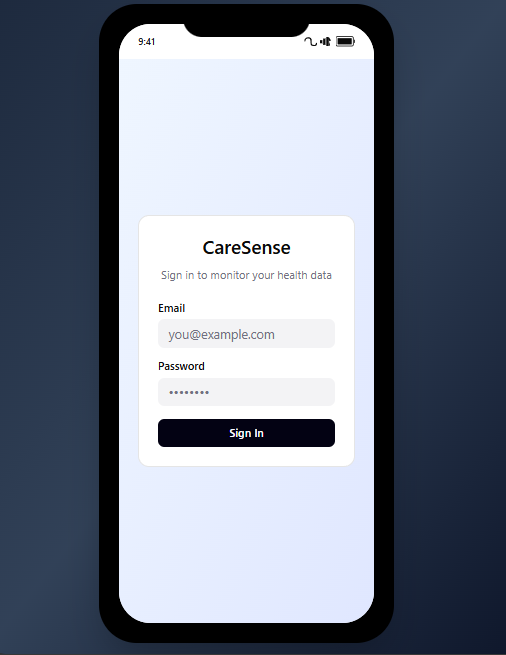 9:41
CareSense
Sign in to monitor your health data
Email
you@example.com
Password
••••••••
Sign In